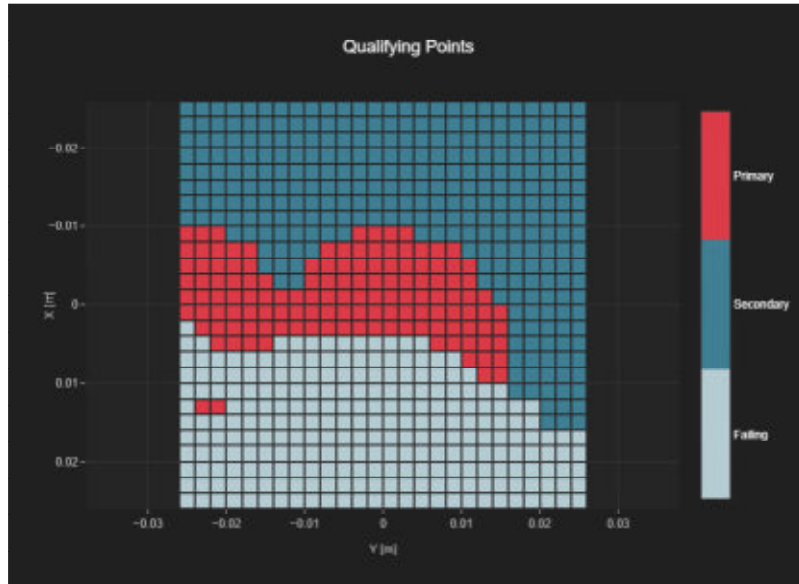 Qualifying Points
Primary
Secondary
Failing
−0.02
−0.01
0
0.01
0.02
X [m]
−0.03
−0.02
−0.01
0
0.01
0.02
0.03
Y [m]